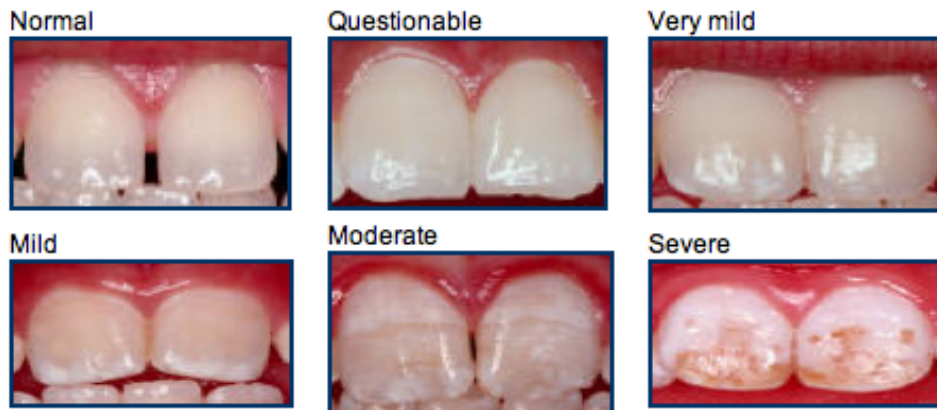 Normal
Questionable
Very mild
Mild
Moderate
Severe